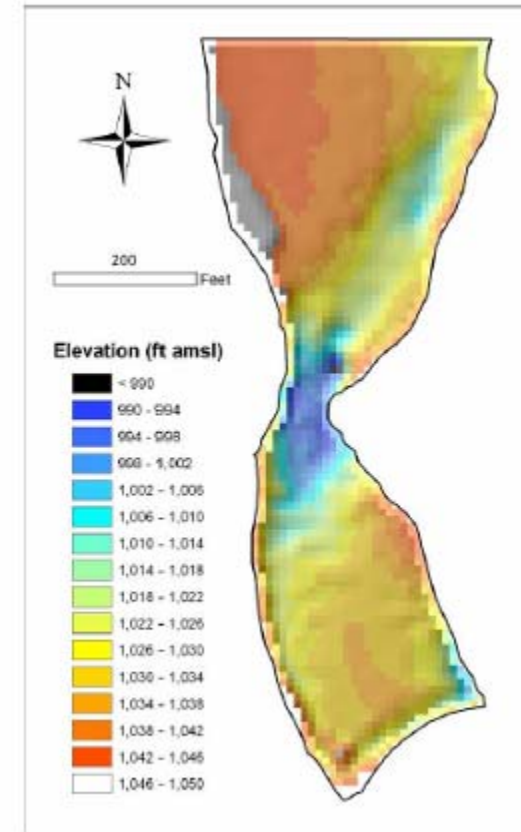 N
200
Feet
Elevation (ft amsl)
< 990
990 - 994
994 - 998
998 - 1,002
1,002 - 1,006
1,006 - 1,010
1,010 - 1,014
1,014 - 1,018
1,018 - 1,022
1,022 - 1,026
1,026 - 1,030
1,030 - 1,034
1,034 - 1,038
1,038 - 1,042
1,042 - 1,046
1,046 - 1,050